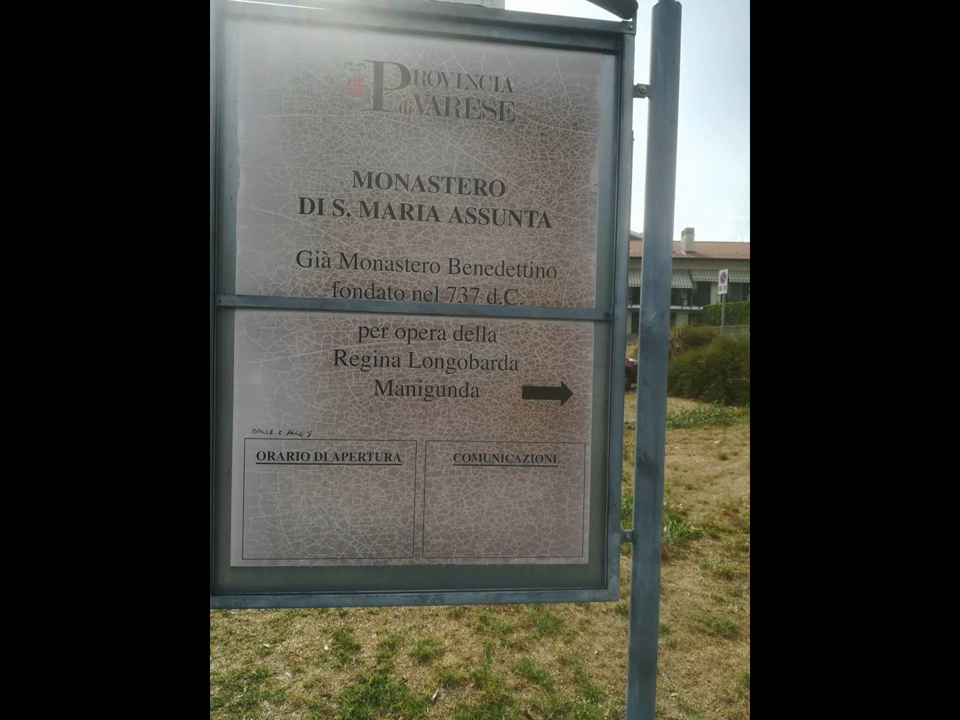 PROVINCIA
di VARESE
MONASTERO
DI S. MARIA ASSUNTA
Già Monastero Benedettino
fondato nel 737 d.C.
per opera della
Regina Longobarda
Manigunda
ORARIO DI APERTURA
COMUNICAZIONI